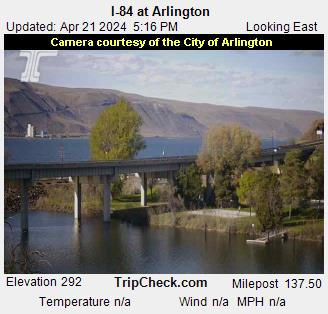 I-84 at Arlington
Updated: Apr 21 2024 5:16 PM Looking East
Camera courtesy of the City of Arlington
Elevation 292 TripCheck.com Milepost 137.50
Temperature n/a Wind n/a MPH n/a